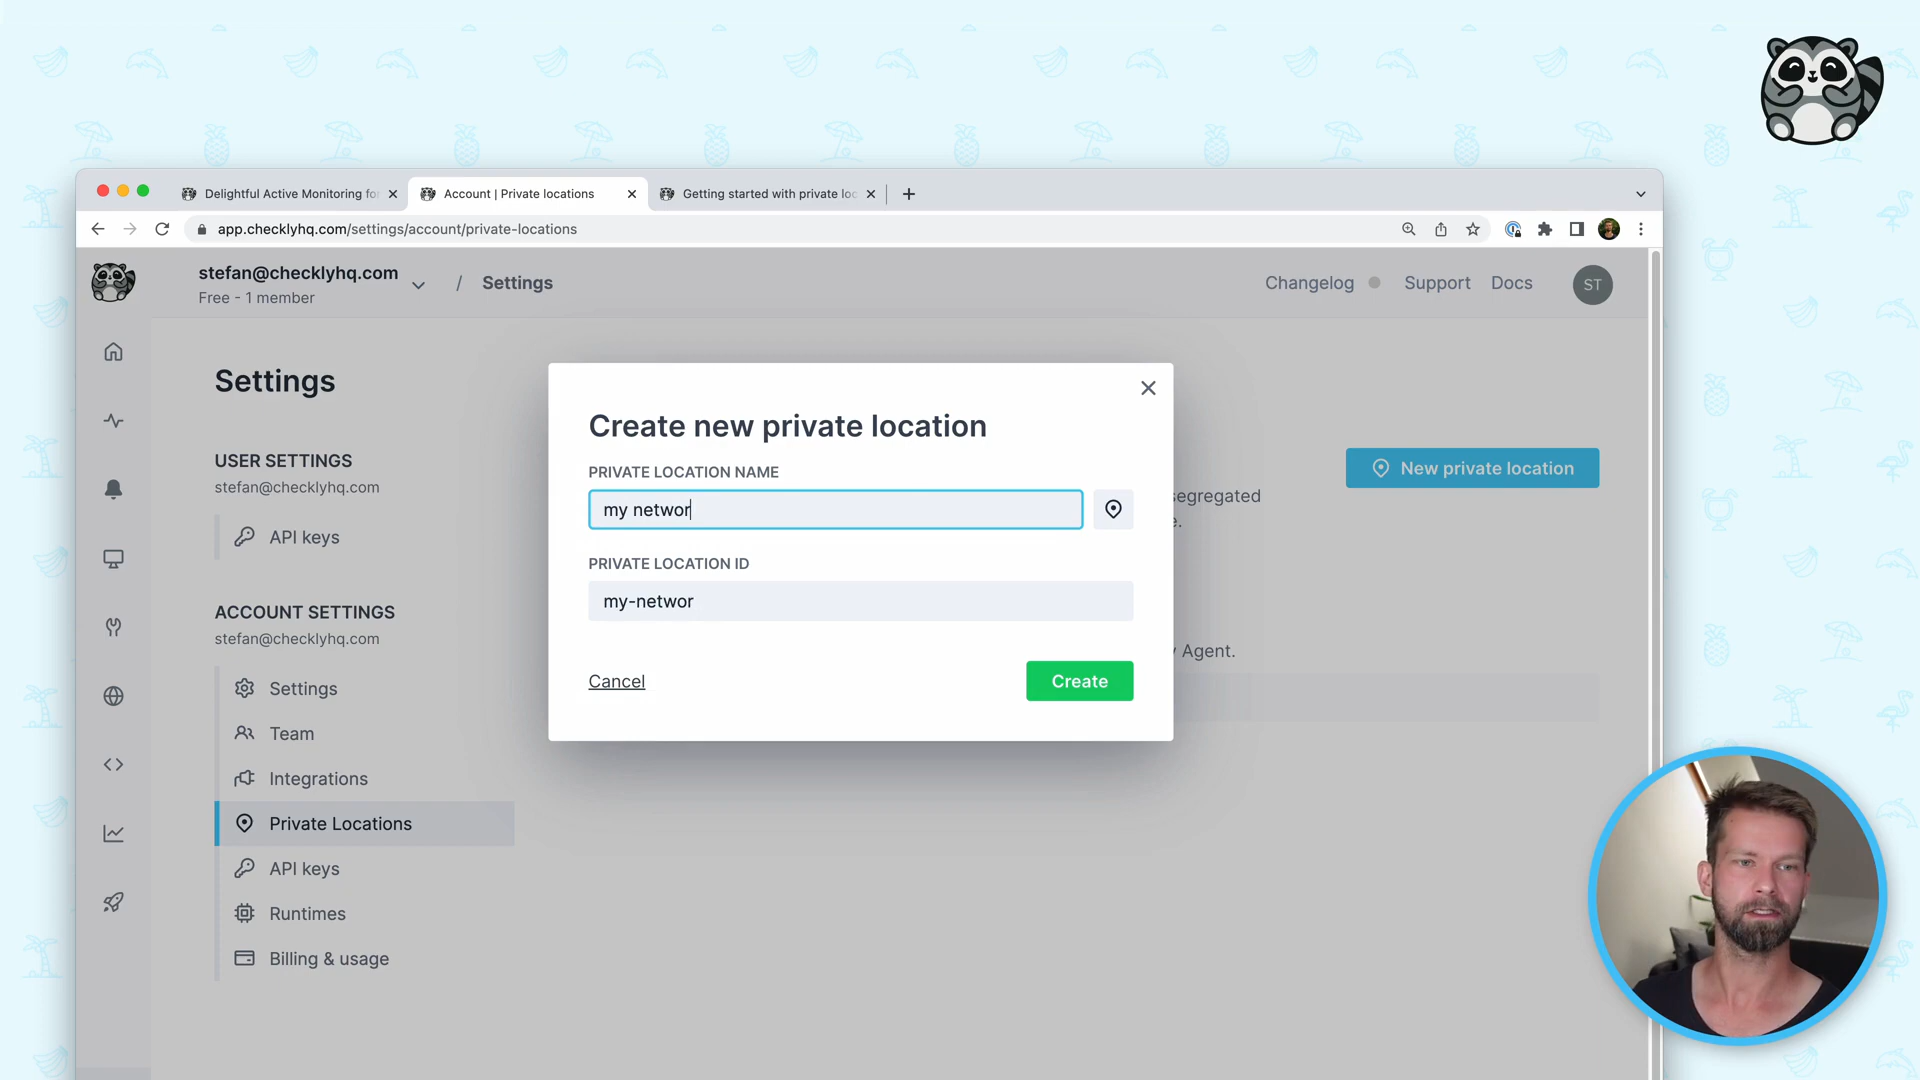 Delightful Active Monitoring for
Account | Private locations
Getting started with private loc
app.checklyhq.com/settings/account/private-locations
stefan@checklyhq.com
Free - 1 member
/
Settings
Changelog
Support
Docs
ST
Settings
USER SETTINGS
stefan@checklyhq.com
API keys
ACCOUNT SETTINGS
stefan@checklyhq.com
Settings
Team
Integrations
Private Locations
API keys
Runtimes
Billing & usage
Create new private location
PRIVATE LOCATION NAME
my networ
PRIVATE LOCATION ID
my-networ
Cancel
Create
New private location
segregated
Agent.